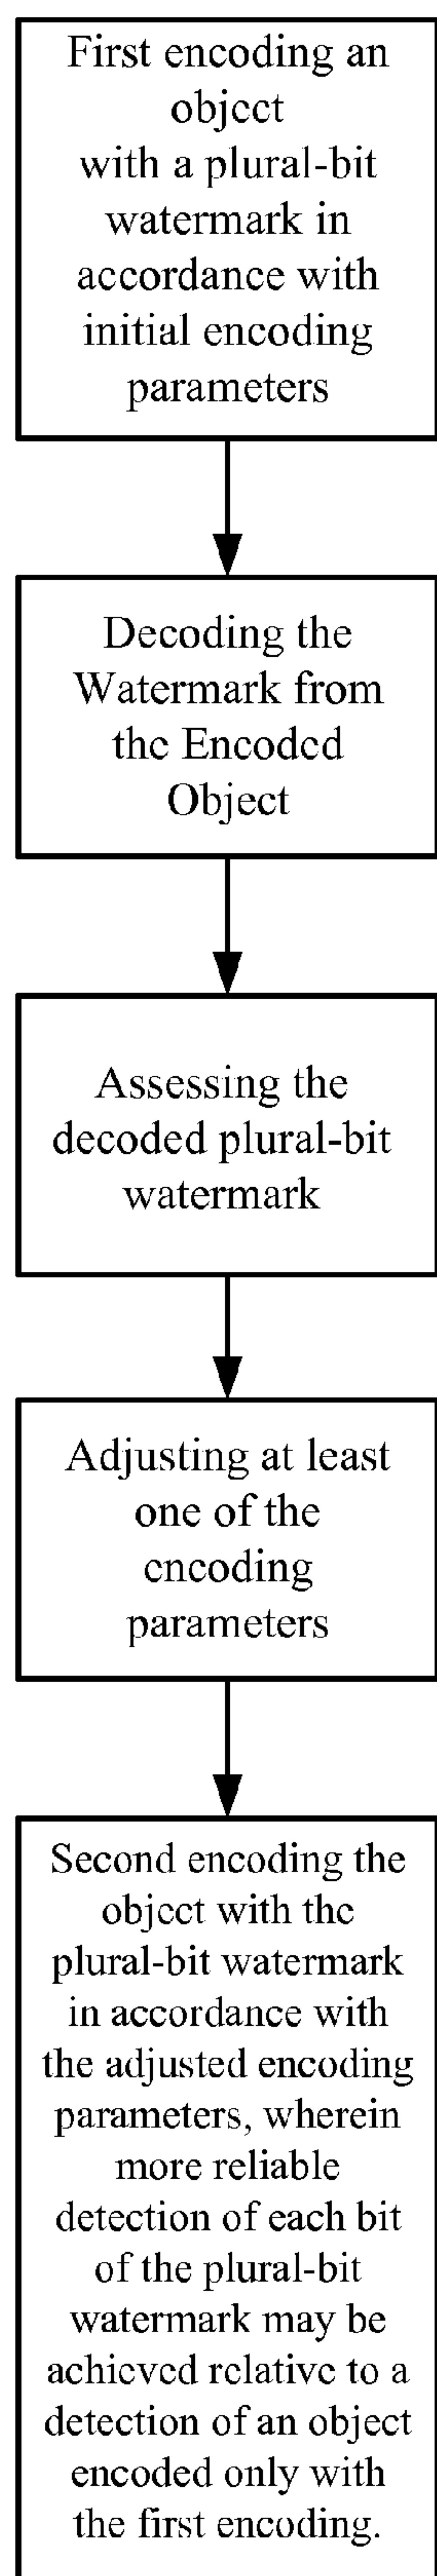 First encoding an
object
with a plural-bit
watermark in
accordance with
initial encoding
parameters
Decoding the
Watermark from
the Encoded
Object
Assessing the
decoded plural-bit
watermark
Adjusting at least
one of the
encoding
parameters
Second encoding the
object with the
plural-bit watermark
in accordance with
the adjusted encoding
parameters, wherein
more reliable
detection of each bit
of the plural-bit
watermark may be
achieved relative to a
detection of an object
encoded only with
the first encoding.